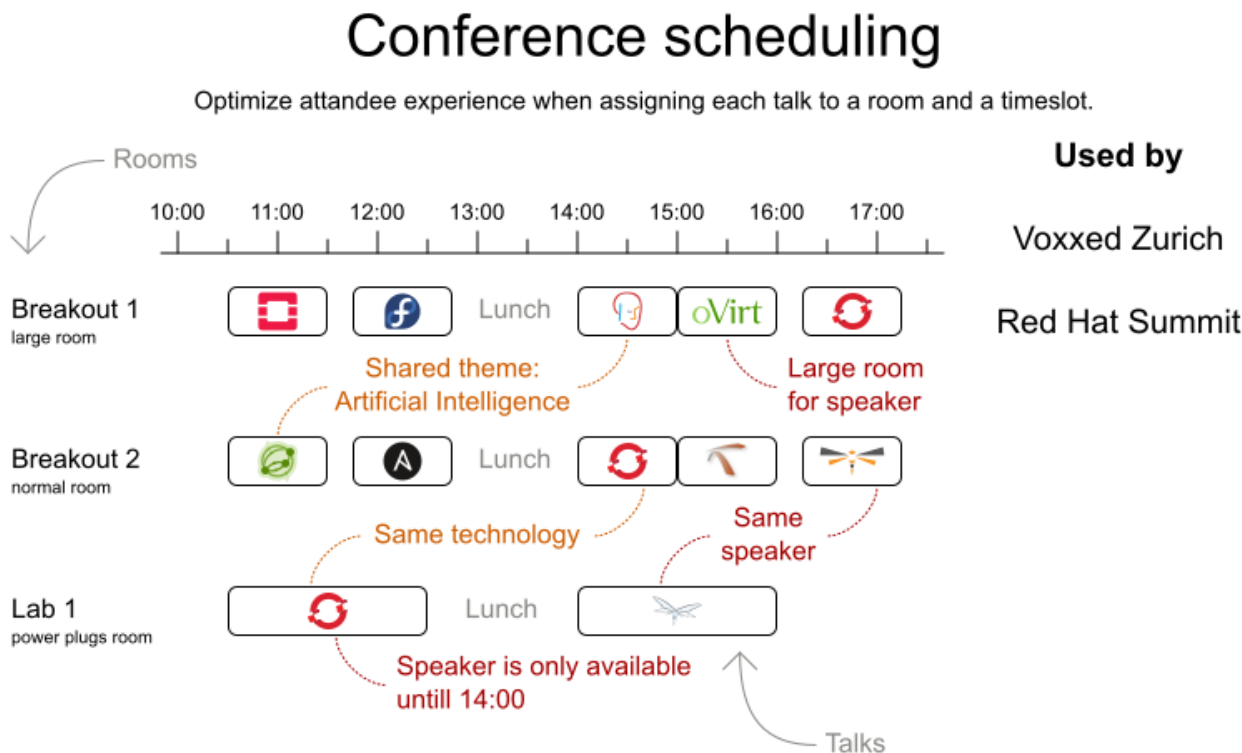 Conference scheduling
Optimize attandee experience when assigning each talk to a room and a timeslot.
Rooms
Used by
10:00 11:00 12:00 13:00 14:00 15:00 16:00 17:00
Voxxed Zurich
Breakout 1
large room
Lunch
oVirt
Red Hat Summit
Shared theme:
Artificial Intelligence
Large room
for speaker
Breakout 2
normal room
Lunch
Same technology
Same
speaker
Lab 1
power plugs room
Lunch
Speaker is only available
untill 14:00
Talks